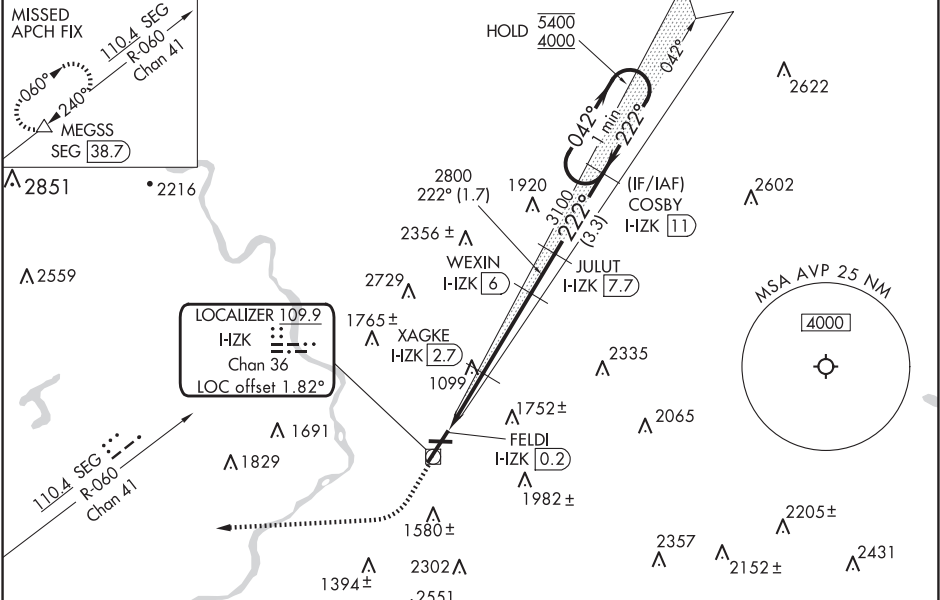 MISSED
APCH FIX
110.4 SEG
R-060
Chan 41
060°
240°
MEGSS
SEG 38.7
2851
2216
2559
HOLD 5400
4000
042°
042°
1 min
222°
2622
2800
222° (1.7)
1920
3100
222°
(3.3)
(IF/IAF)
COSBY
I-IZK 11
2602
2356 ±
WEXIN
I-IZK 6
JULUT
I-IZK 7.7
2729
MSA AVP 25 NM
4000
LOCALIZER 109.9
I-IZK
Chan 36
LOC offset 1.82°
1765±
XAGKE
I-IZK 2.7
1099
2335
1752±
2065
FELDI
I-IZK 0.2
1691
1829
110.4 SEG
R-060
Chan 41
1982±
1580±
2205±
2357
2152±
2431
1394±
2302
2551